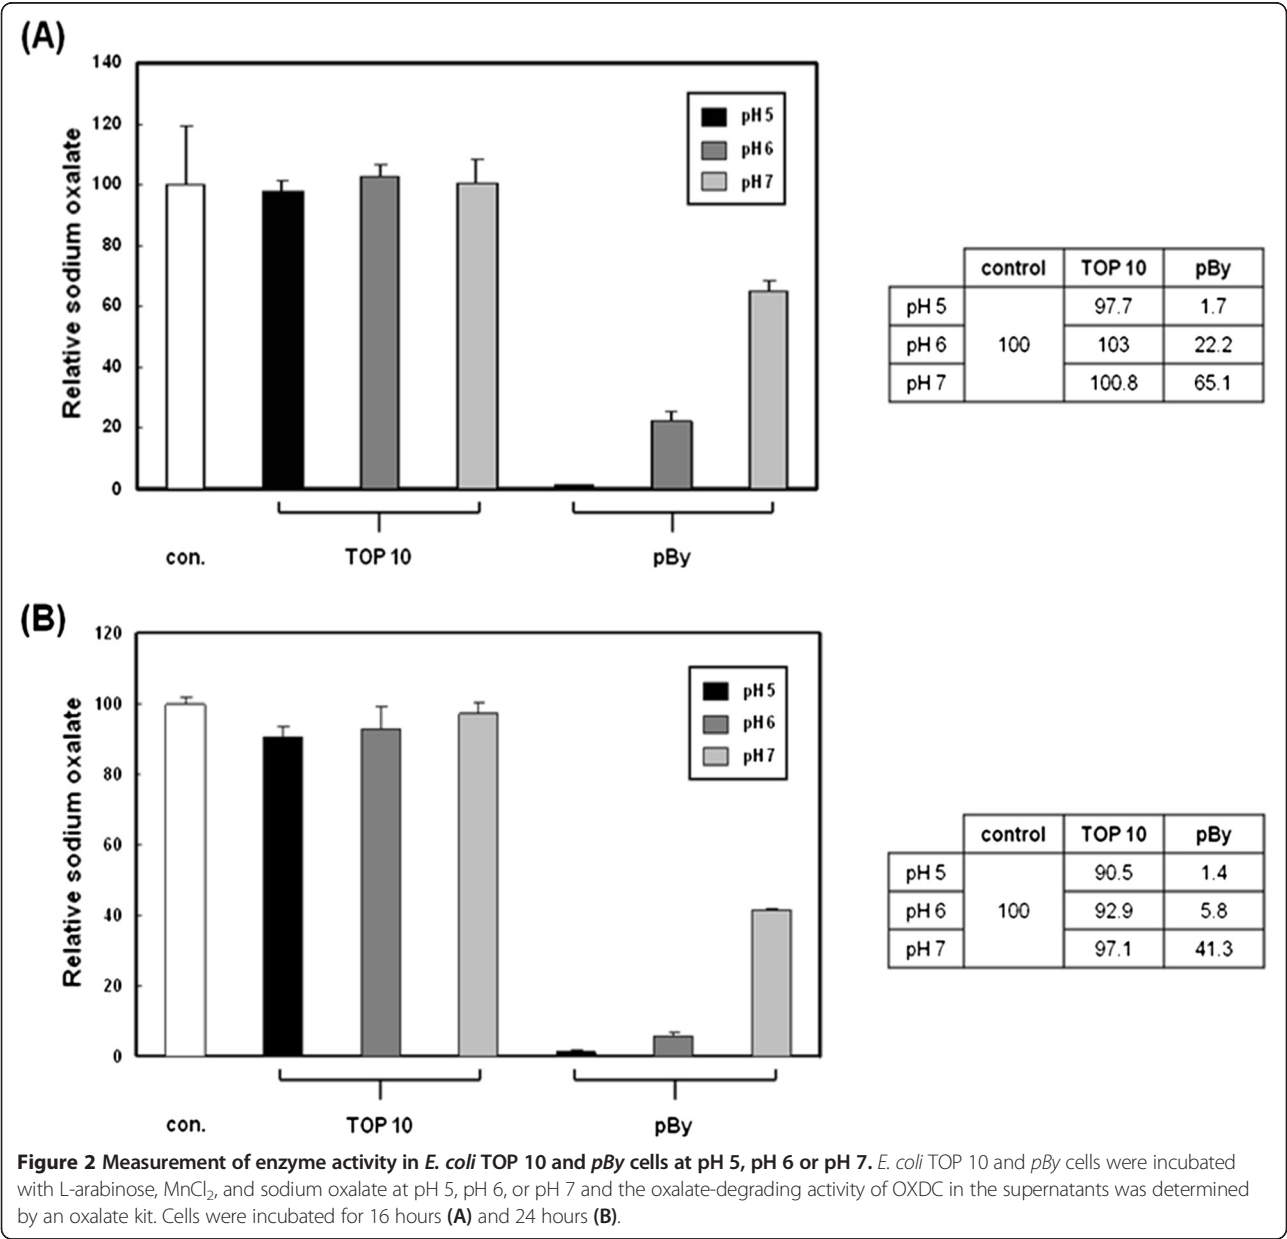 (A)
140
120
100
80
60
40
20
0
Relative sodium oxalate
pH 5
pH 6
pH 7
con.
TOP 10
pBy
control TOP 10 pBy
pH 5 97.7 1.7
pH 6 100 103 22.2
pH 7 100.8 65.1
(B)
120
100
80
60
40
20
0
Relative sodium oxalate
pH 5
pH 6
pH 7
con.
TOP 10
pBy
control TOP 10 pBy
pH 5 90.5 1.4
pH 6 100 92.9 5.8
pH 7 97.1 41.3
Figure 2 Measurement of enzyme activity in E. coli TOP 10 and pBy cells at pH 5, pH 6 or pH 7. E. coli TOP 10 and pBy cells were incubated
with L-arabinose, MnCl₂, and sodium oxalate at pH 5, pH 6, or pH 7 and the oxalate-degrading activity of OXDC in the supernatants was determined
by an oxalate kit. Cells were incubated for 16 hours (A) and 24 hours (B).